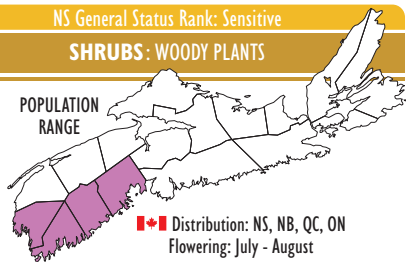 NS General Status Rank: Sensitive
SHRUBS: WOODY PLANTS
POPULATION
RANGE
Distribution: NS, NB, QC, ON
Flowering: July - August